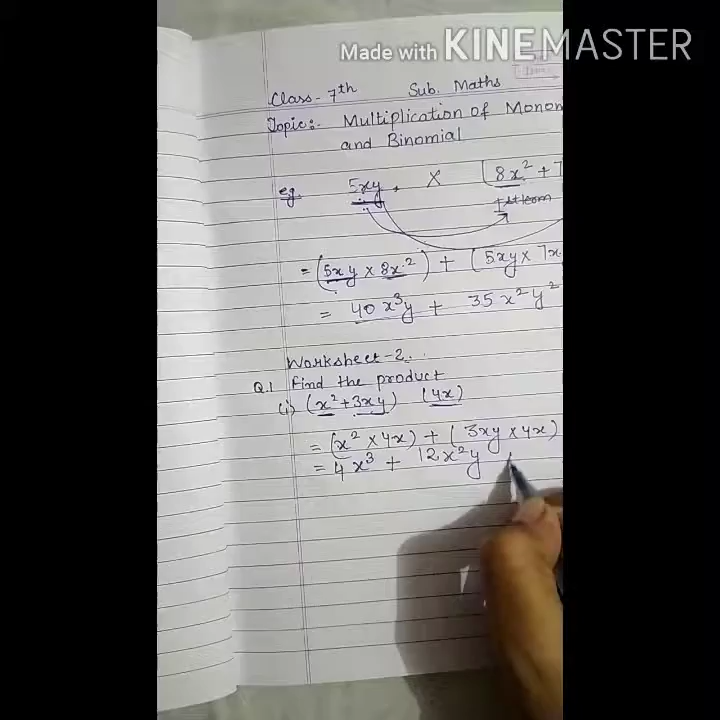 Made with KINEMASTER
Class- 7th Sub. Maths
Topic:- Multiplication of Monom
and Binomial
eg. 5xy. X (8x² + 7
1st term
= (5xy × 8x²) + (5xy × 7x
= 40x³y + 35x²y²
Worksheet-2.
Q.1 Find the product
(i) (x² + 3xy) (4x)
= (x² × 4x) + (3xy × 4x)
= 4x³ + 12x²y